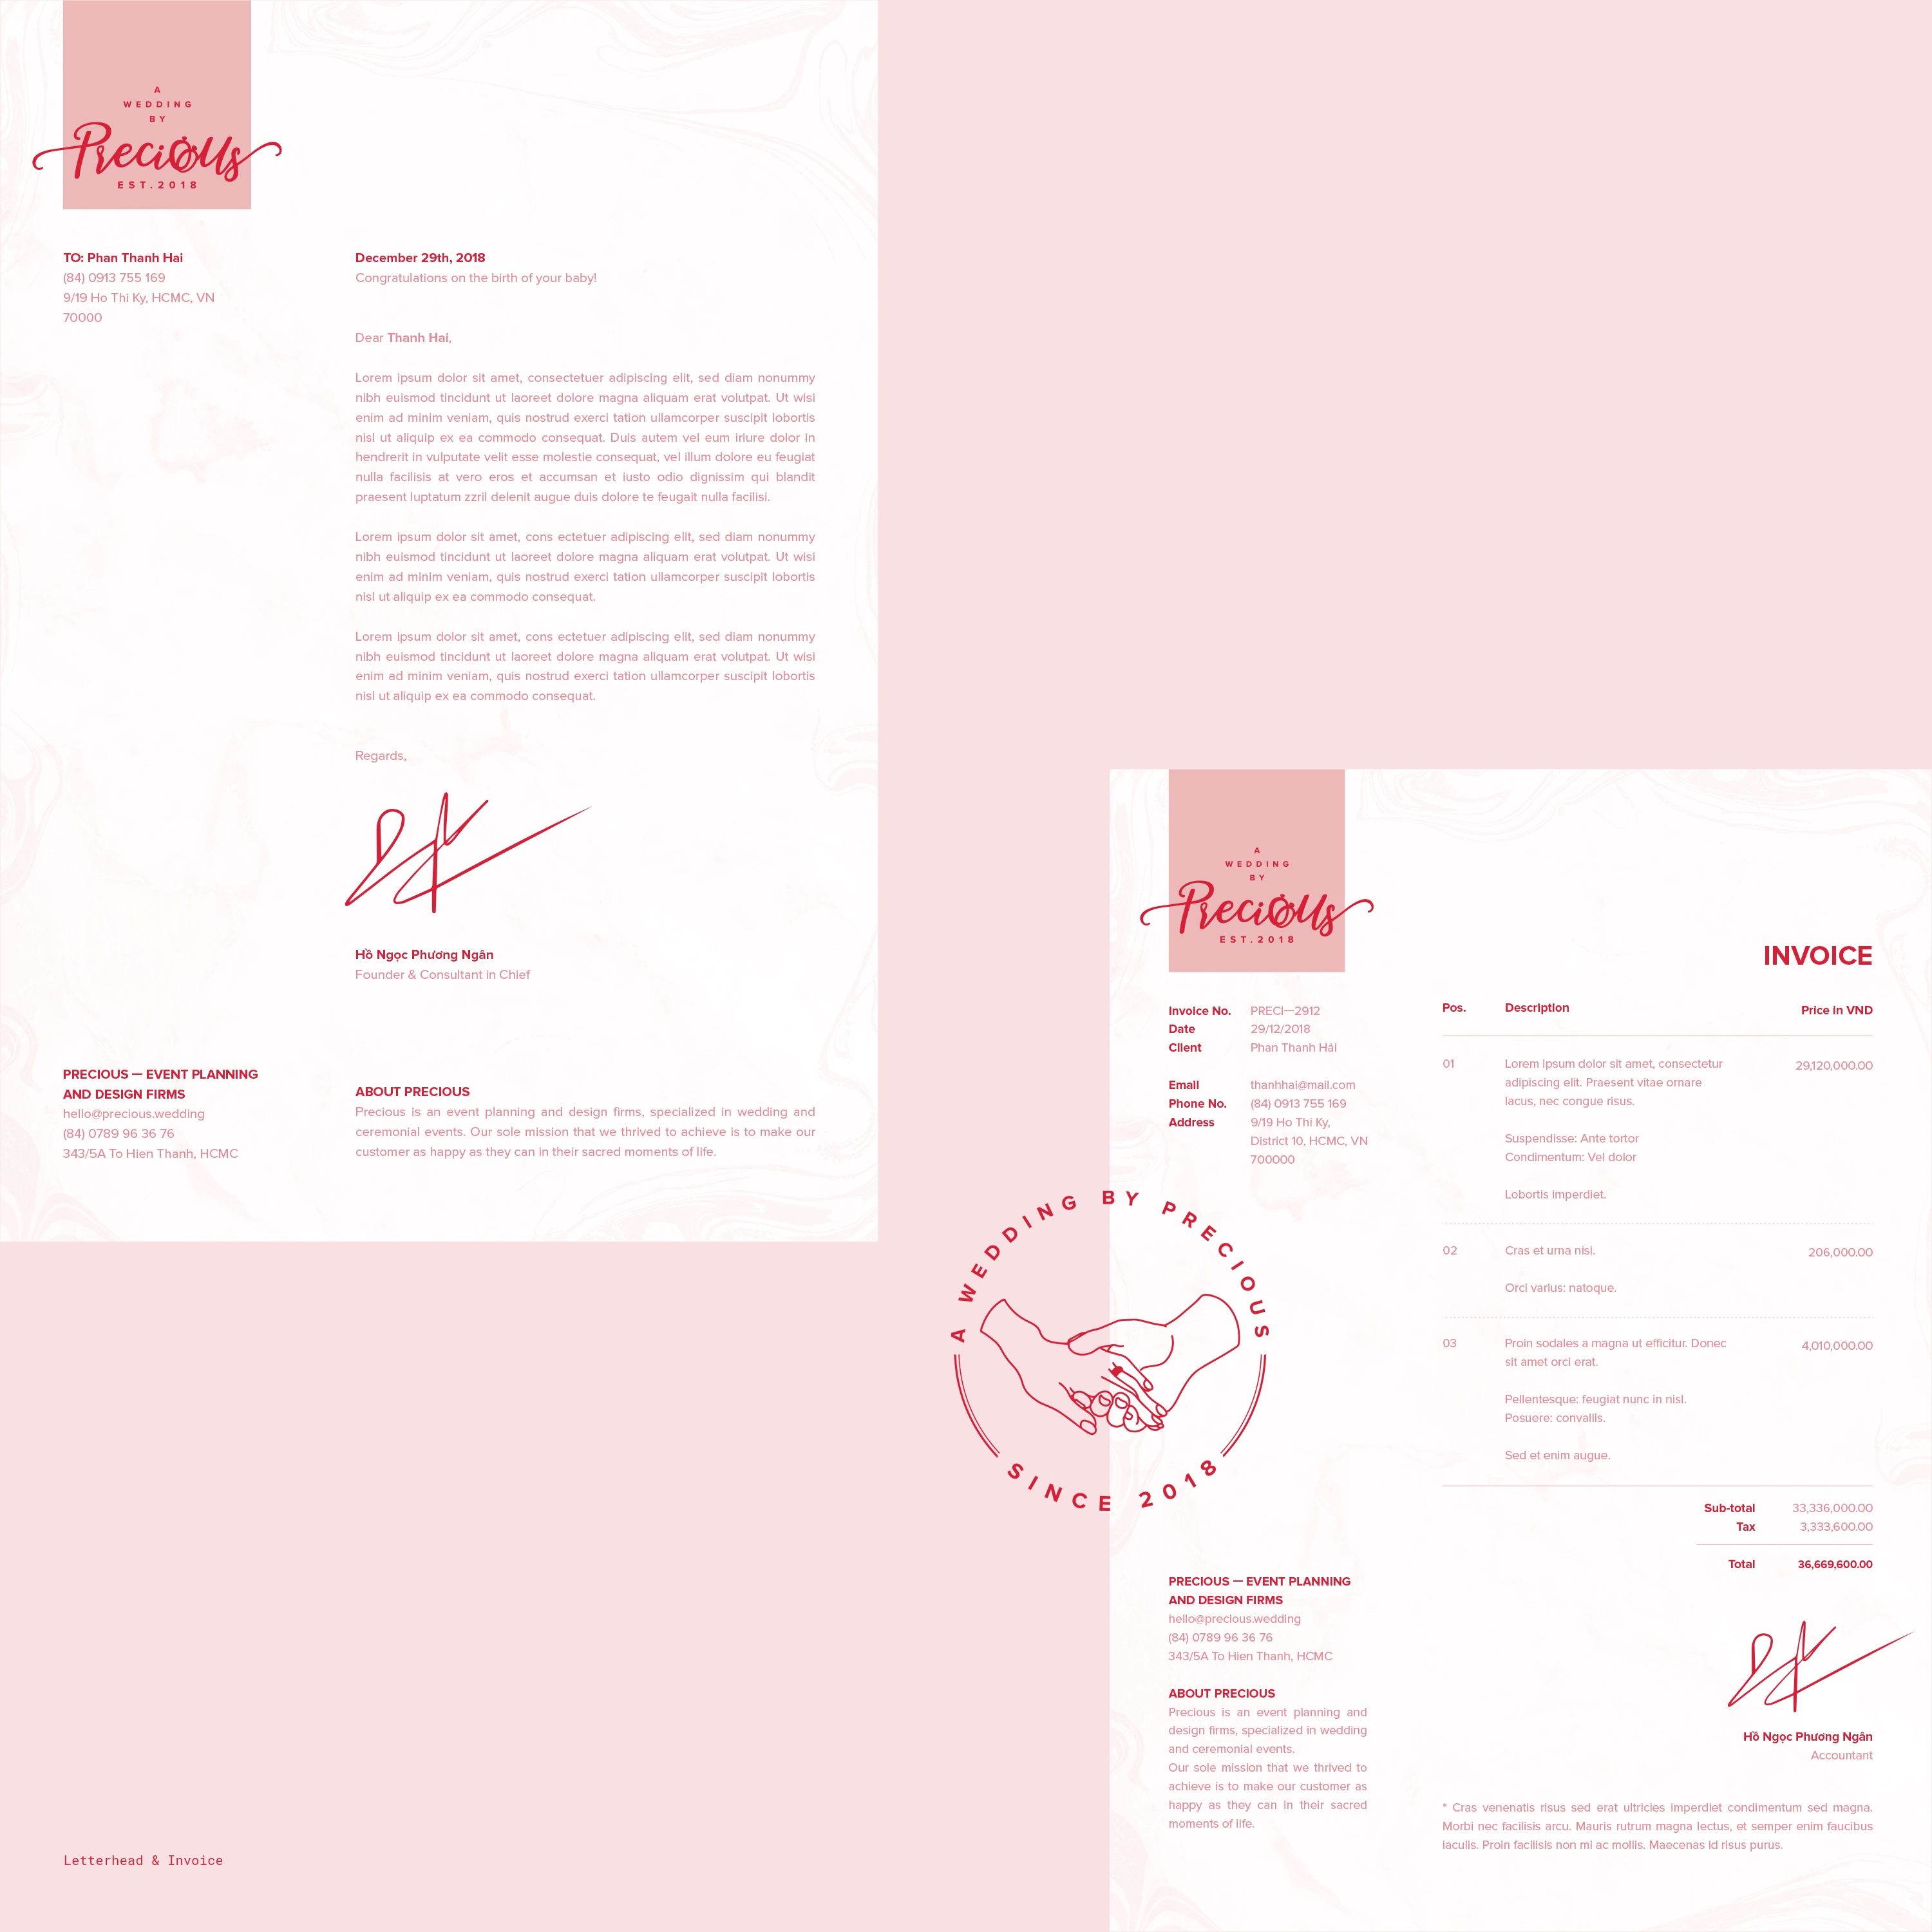 A
WEDDING
BY
Precious
EST.2018
TO: Phan Thanh Hai
(84) 0913 755 169
9/19 Ho Thi Ky, HCMC, VN
70000
December 29th, 2018
Congratulations on the birth of your baby!
Dear Thanh Hai,
Lorem ipsum dolor sit amet, consectetuer adipiscing elit, sed diam nonummy
nibh euismod tincidunt ut laoreet dolore magna aliquam erat volutpat. Ut wisi
enim ad minim veniam, quis nostrud exerci tation ullamcorper suscipit lobortis
nisl ut aliquip ex ea commodo consequat. Duis autem vel eum iriure dolor in
hendrerit in vulputate velit esse molestie consequat, vel illum dolore eu feugiat
nulla facilisis at vero eros et accumsan et iusto odio dignissim qui blandit
praesent luptatum zzril delenit augue duis dolore te feugait nulla facilisi.
Lorem ipsum dolor sit amet, cons ectetuer adipiscing elit, sed diam nonummy
nibh euismod tincidunt ut laoreet dolore magna aliquam erat volutpat. Ut wisi
enim ad minim veniam, quis nostrud exerci tation ullamcorper suscipit lobortis
nisl ut aliquip ex ea commodo consequat.
Lorem ipsum dolor sit amet, cons ectetuer adipiscing elit, sed diam nonummy
nibh euismod tincidunt ut laoreet dolore magna aliquam erat volutpat. Ut wisi
enim ad minim veniam, quis nostrud exerci tation ullamcorper suscipit lobortis
nisl ut aliquip ex ea commodo consequat.
Regards,
Hồ Ngọc Phương Ngân
Founder & Consultant in Chief
PRECIOUS — EVENT PLANNING
AND DESIGN FIRMS
hello@precious.wedding
(84) 0789 96 36 76
343/5A To Hien Thanh, HCMC
ABOUT PRECIOUS
Precious is an event planning and design firms, specialized in wedding and
ceremonial events. Our sole mission that we thrived to achieve is to make our
customer as happy as they can in their sacred moments of life.
A
WEDDING
BY
Precious
EST.2018
INVOICE
Invoice No. PRECI—2912
Date 29/12/2018
Client Phan Thanh Hải
Email thanhhai@mail.com
Phone No. (84) 0913 755 169
Address 9/19 Ho Thi Ky,
District 10, HCMC, VN
700000
Pos. Description Price in VND
01 Lorem ipsum dolor sit amet, consectetur 29,120,000.00
adipiscing elit. Praesent vitae ornare
lacus, nec congue risus.
Suspendisse: Ante tortor
Condimentum: Vel dolor
Lobortis imperdiet.
02 Cras et urna nisi. 206,000.00
Orci varius: natoque.
03 Proin sodales a magna ut efficitur. Donec 4,010,000.00
sit amet orci erat.
Pellentesque: feugiat nunc in nisl.
Posuere: convallis.
Sed et enim augue.
Sub-total 33,336,000.00
Tax 3,333,600.00
Total 36,669,600.00
A WEDDING BY PRECIOUS
SINCE 2018
PRECIOUS — EVENT PLANNING
AND DESIGN FIRMS
hello@precious.wedding
(84) 0789 96 36 76
343/5A To Hien Thanh, HCMC
ABOUT PRECIOUS
Precious is an event planning and
design firms, specialized in wedding
and ceremonial events.
Our sole mission that we thrived to
achieve is to make our customer as
happy as they can in their sacred
moments of life.
Hồ Ngọc Phương Ngân
Accountant
* Cras venenatis risus sed erat ultricies imperdiet condimentum sed magna.
Morbi nec facilisis arcu. Mauris rutrum magna lectus, et semper enim faucibus
iaculis. Proin facilisis non mi ac mollis. Maecenas id risus purus.
Letterhead & Invoice